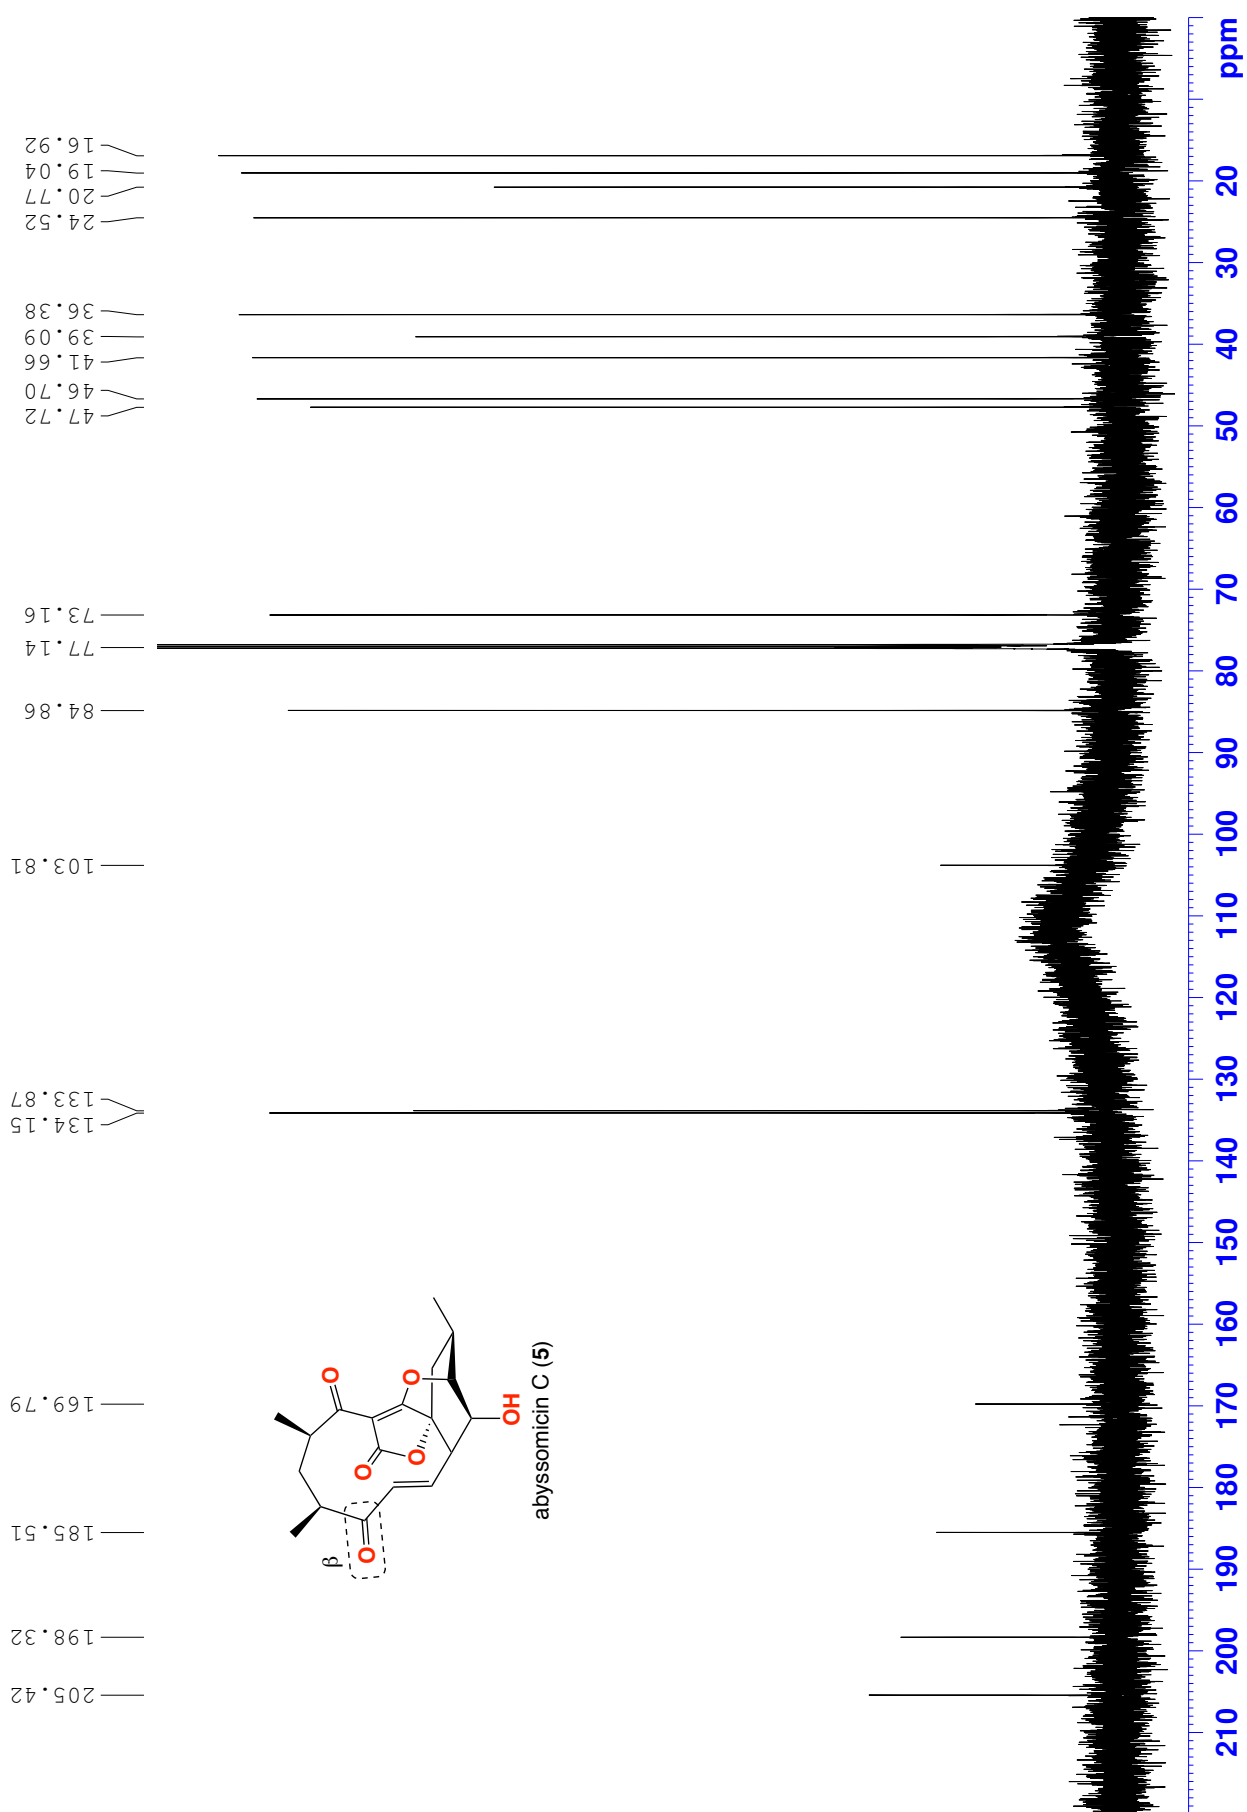 205.42
198.32
185.51
169.79
134.15
133.87
103.81
84.86
77.14
73.16
47.72
46.70
41.66
39.09
36.38
24.52
20.77
19.04
16.92
β
O
O
O
O
O
OH
abyssomicin C (5)
210 200 190 180 170 160 150 140 130 120 110 100 90 80 70 60 50 40 30 20 ppm